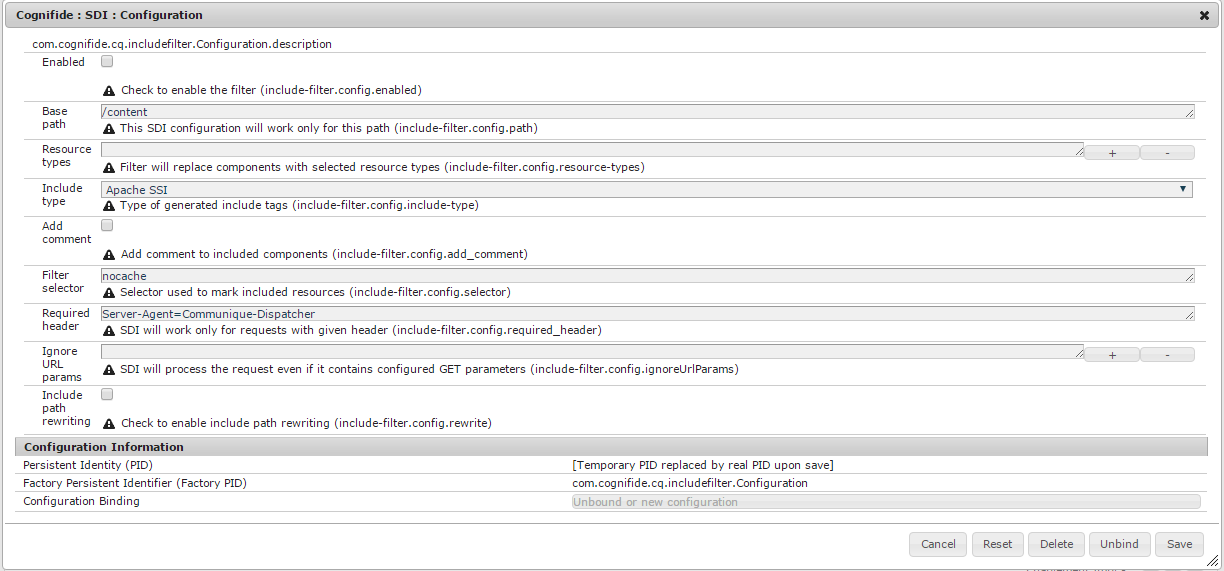 Cognifide : SDI : Configuration
com.cognifide.cq.includefilter.Configuration.description
Enabled
Check to enable the filter (include-filter.config.enabled)
Base
path
/content
This SDI configuration will work only for this path (include-filter.config.path)
Resource
types
+ -
Filter will replace components with selected resource types (include-filter.config.resource-types)
Include
type
Apache SSI
Type of generated include tags (include-filter.config.include-type)
Add
comment
Add comment to included components (include-filter.config.add_comment)
Filter
selector
nocache
Selector used to mark included resources (include-filter.config.selector)
Required
header
Server-Agent=Communique-Dispatcher
SDI will work only for requests with given header (include-filter.config.required_header)
Ignore
URL
params
+ -
SDI will process the request even if it contains configured GET parameters (include-filter.config.ignoreUrlParams)
Include
path
rewriting
Check to enable include path rewriting (include-filter.config.rewrite)
Configuration Information
Persistent Identity (PID) [Temporary PID replaced by real PID upon save]
Factory Persistent Identifier (Factory PID) com.cognifide.cq.includefilter.Configuration
Configuration Binding Unbound or new configuration
Cancel Reset Delete Unbind Save